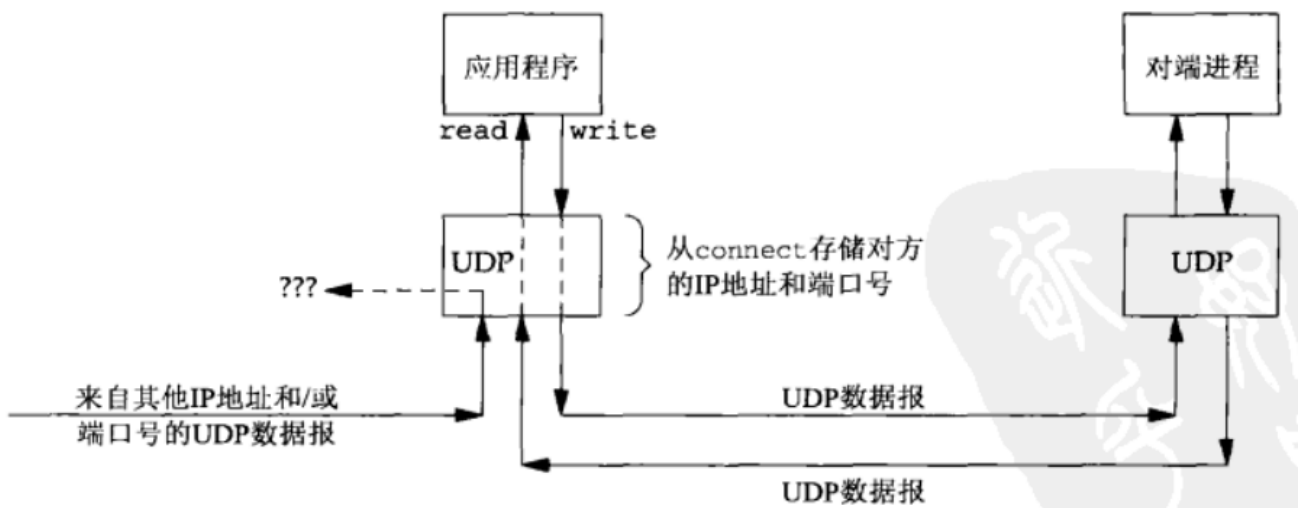 应用程序
对端进程
read
write
UDP
从connect存储对方
的IP地址和端口号
UDP
???
来自其他IP地址和/或
端口号的UDP数据报
UDP数据报
UDP数据报